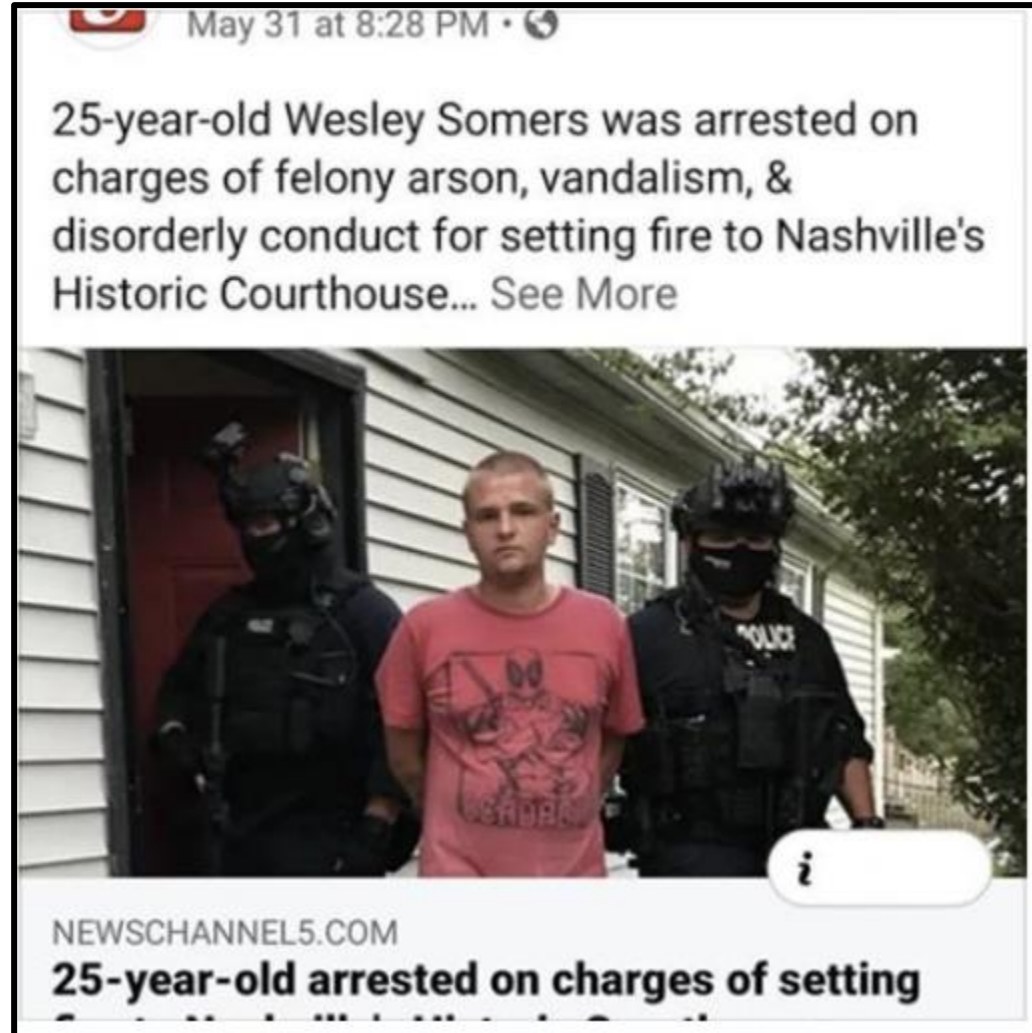 May 31 at 8:28 PM ·
25-year-old Wesley Somers was arrested on
charges of felony arson, vandalism, &
disorderly conduct for setting fire to Nashville's
Historic Courthouse... See More
POLICE
i
NEWSCHANNEL5.COM
25-year-old arrested on charges of setting